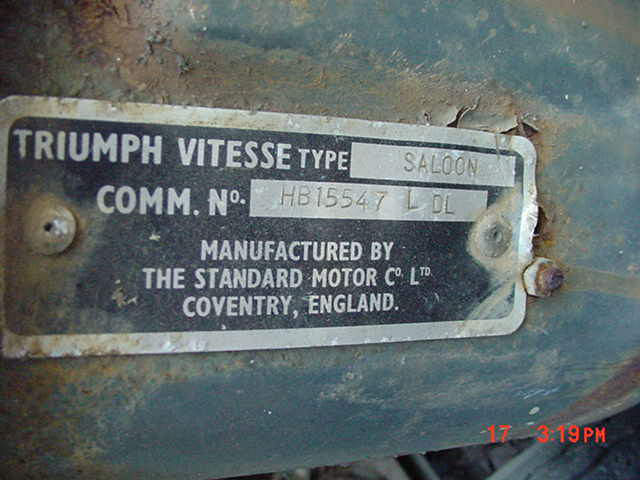 TRIUMPH VITESSE TYPE SALOON
COMM. No. HB15547 L DL
MANUFACTURED BY
THE STANDARD MOTOR Co. LTD.
COVENTRY, ENGLAND.
17 3:19PM